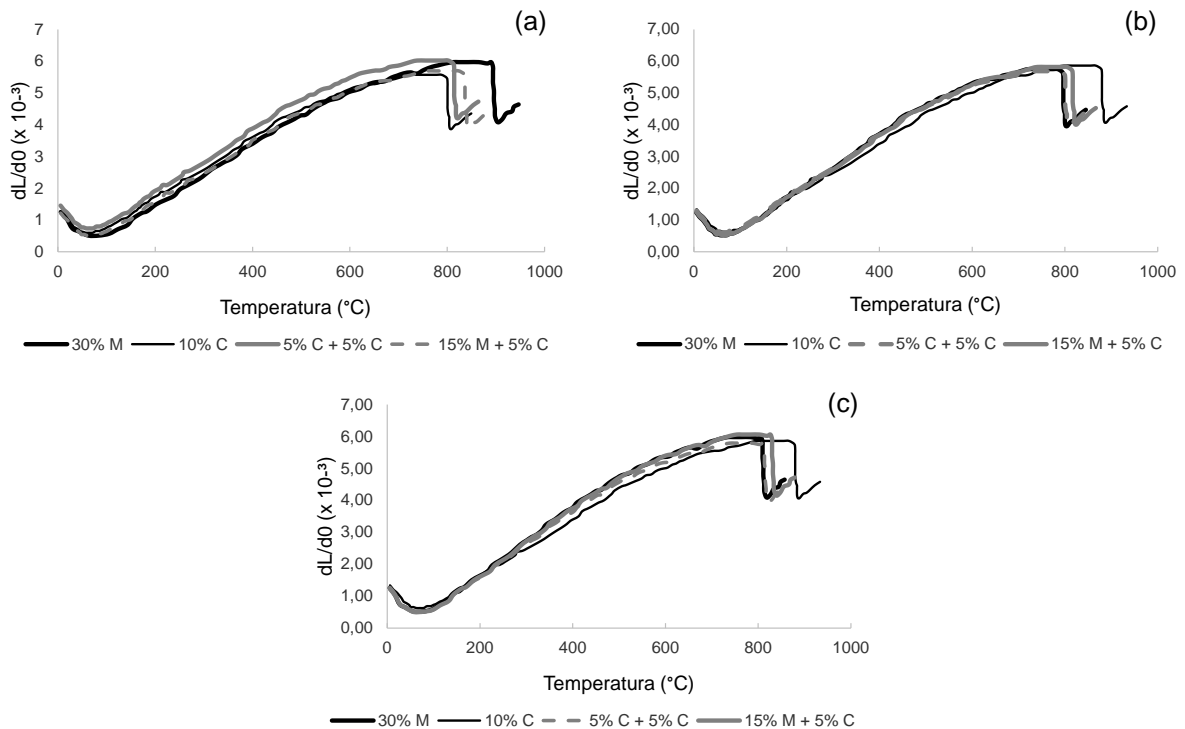 (a)
dL/d0 (x 10-³)
7
6
5
4
3
2
1
0
0 200 400 600 800 1000
Temperatura (°C)
30% M 10% C 5% C + 5% C 15% M + 5% C
(b)
dL/d0 (x 10-³)
7,00
6,00
5,00
4,00
3,00
2,00
1,00
0,00
0 200 400 600 800 1000
Temperatura (°C)
30% M 10% C 5% C + 5% C 15% M + 5% C
(c)
dL/d0 (x 10-³)
7,00
6,00
5,00
4,00
3,00
2,00
1,00
0,00
0 200 400 600 800 1000
Temperatura (°C)
30% M 10% C 5% C + 5% C 15% M + 5% C